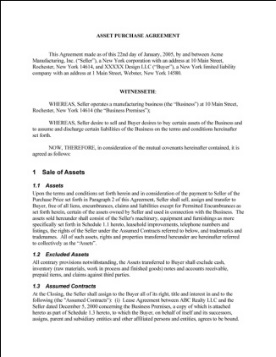 ASSET PURCHASE AGREEMENT
This Agreement made as of this 22nd day of January, 2005, by and between Acme
Manufacturing, Inc. ("Seller"), a New York corporation with an address at 10 Main Street,
Rochester, New York 14614, and XXXXX Design LLC ("Buyer"), a New York limited liability
company with an address at 1 Main Street, Webster, New York 14580.
WITNESSETH:
WHEREAS, Seller operates a manufacturing business (the "Business") at 10 Main Street,
Rochester, New York 14614 (the "Business Premises");
WHEREAS, Seller desire to sell and Buyer desires to buy certain assets of the Business and
to assume and discharge certain liabilities of the Business on the terms and conditions hereinafter
set forth.
NOW, THEREFORE, in consideration of the mutual covenants hereinafter contained, it is
agreed as follows:
1 Sale of Assets
1.1 Assets
Upon the terms and conditions set forth herein and in consideration of the payment to Seller of the
Purchase Price set forth in Paragraph 2 of this Agreement, Seller shall sell, assign and transfer to
Buyer, free of all liens, encumbrances, claims and liabilities except for Permitted Encumbrances as
set forth herein, certain of the assets owned by Seller and used in connection with the Business. The
assets sold hereunder shall consist of the Seller's machinery, equipment and furnishings as more
specifically set forth in Schedule 1.1 hereto, leasehold improvements, telephone numbers and
listings, the rights of the Seller under the Assumed Contracts referred to below, and trademarks and
tradenames. All of such assets, rights and properties transferred hereunder are hereinafter referred
to collectively as the "Assets".
1.2 Excluded Assets
All contrary provisions notwithstanding, the Assets transferred to Buyer shall exclude cash,
inventory (raw materials, work in process and finished goods) notes and accounts receivable,
prepaid items, and claims against third parties.
1.3 Assumed Contracts
At the Closing, the Seller shall assign to the Buyer all of its right, title and interest in and to the
following (the "Assumed Contracts"): (i) Lease Agreement between ABC Realty LLC and the
Seller dated December 5, 2000 concerning the Business Premises, a copy of which is attached
hereto as part of Schedule 1.3 hereto, to which the Buyer, on behalf of itself and its successors,
assigns, parent and subsidiary entities and other affiliated persons and entities, agrees to be bound.